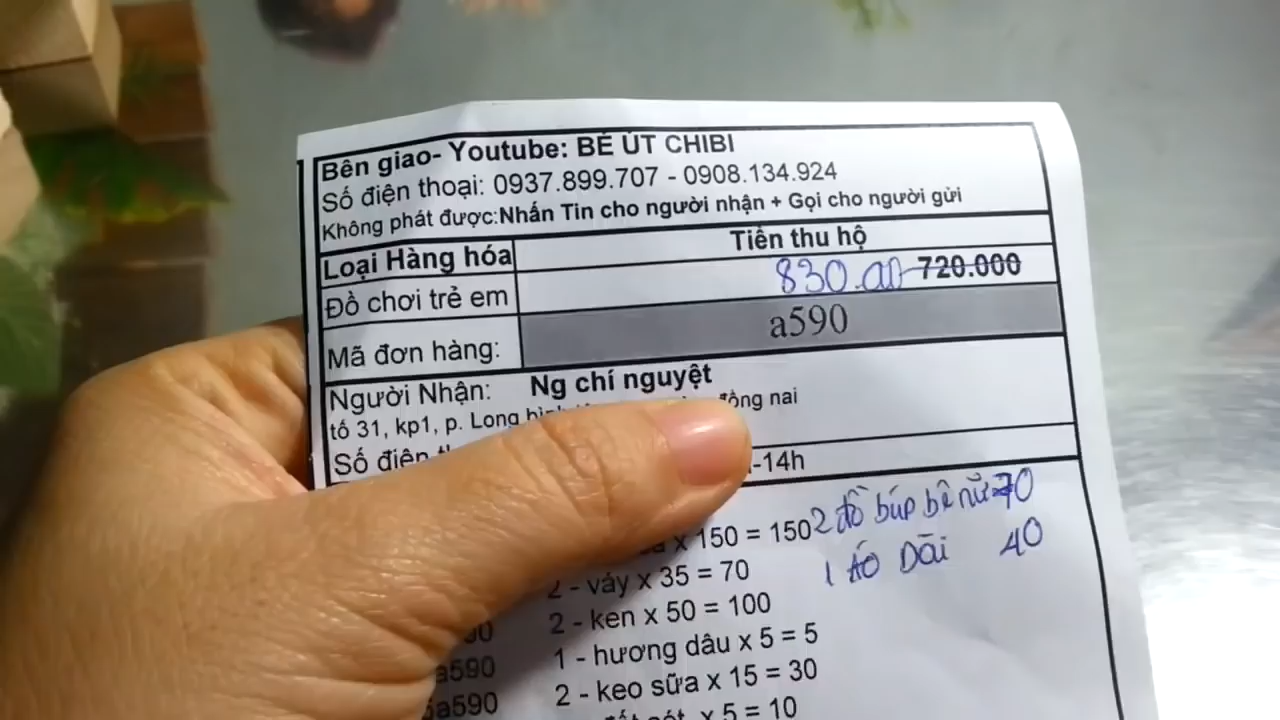 Bên giao- Youtube: BÉ ÚT CHIBI
Số điện thoại: 0937.899.707 - 0908.134.924
Không phát được:Nhắn Tin cho người nhận + Gọi cho người gửi
Loại Hàng hóa Tiền thu hộ
Đồ chơi trẻ em 830.000 720.000
Mã đơn hàng: a590
Người Nhận: Ng chí nguyệt
tổ 31, kp1, p. Long đồng nai
Số điện -14h
x 150 = 150 2 đồ búp bê nữ 70
2 - váy x 35 = 70 1 áo Dài 40
2 - ken x 50 = 100
1 - hương dâu x 5 = 5
a590 2 - keo sữa x 15 = 30
a590 x 5 = 10